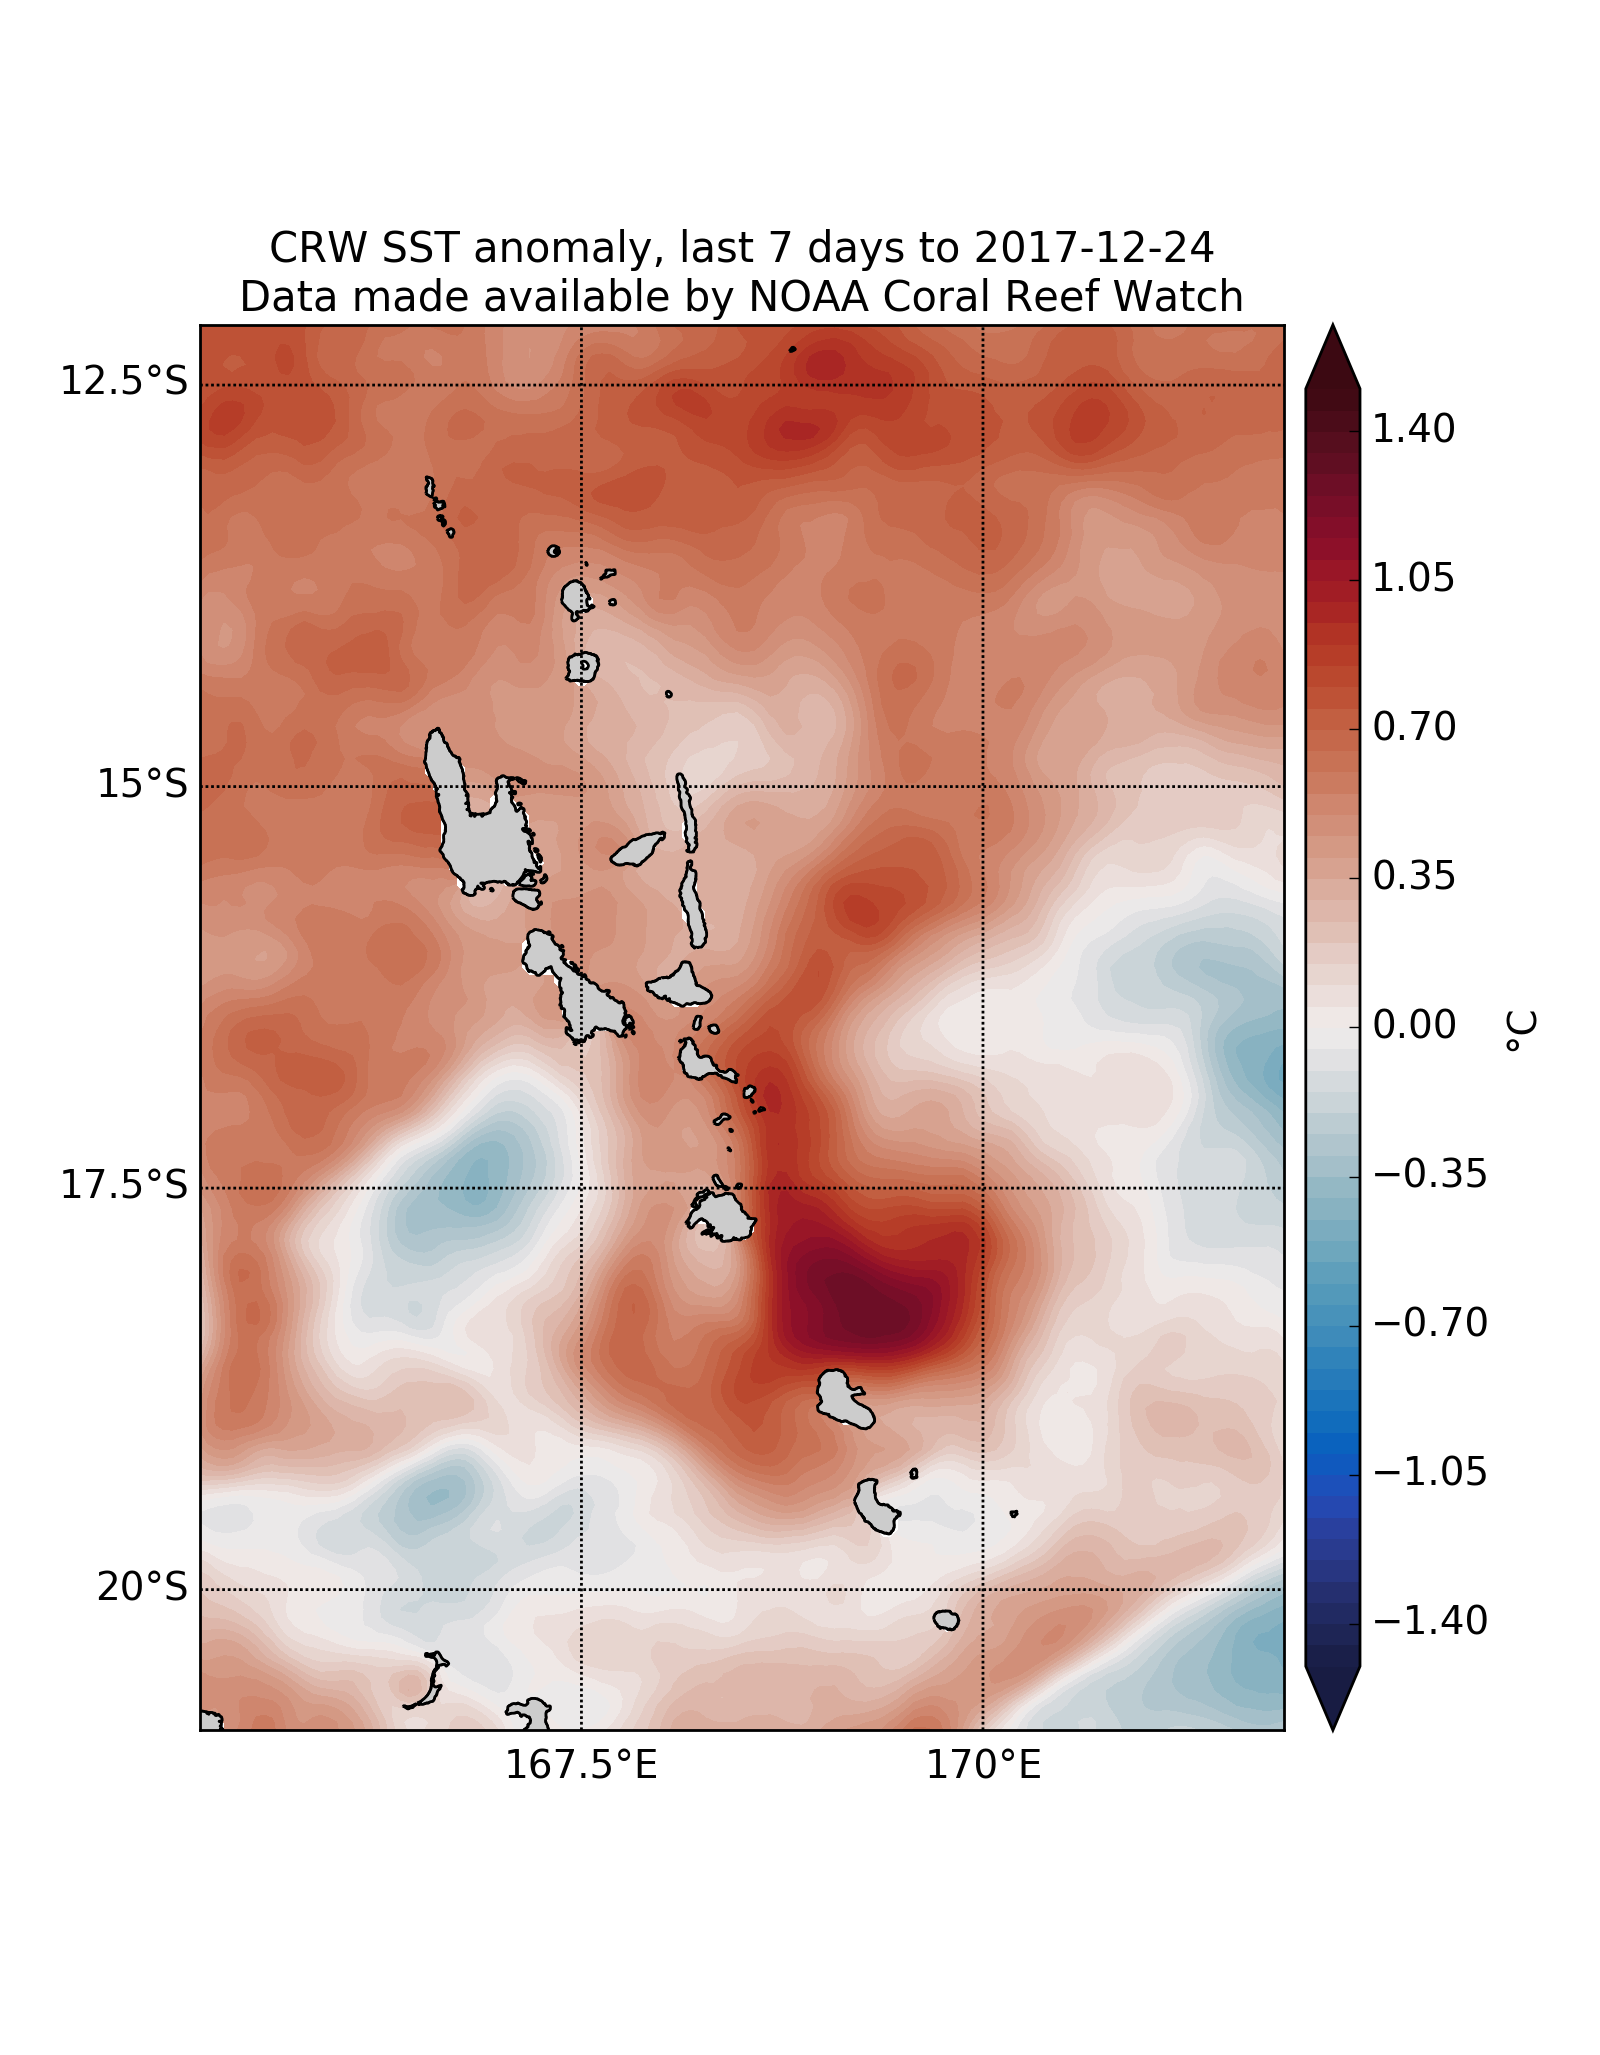 CRW SST anomaly, last 7 days to 2017-12-24
Data made available by NOAA Coral Reef Watch
12.5°S
15°S
17.5°S
20°S
167.5°E
170°E
1.40
1.05
0.70
0.35
0.00
−0.35
−0.70
−1.05
−1.40
°C